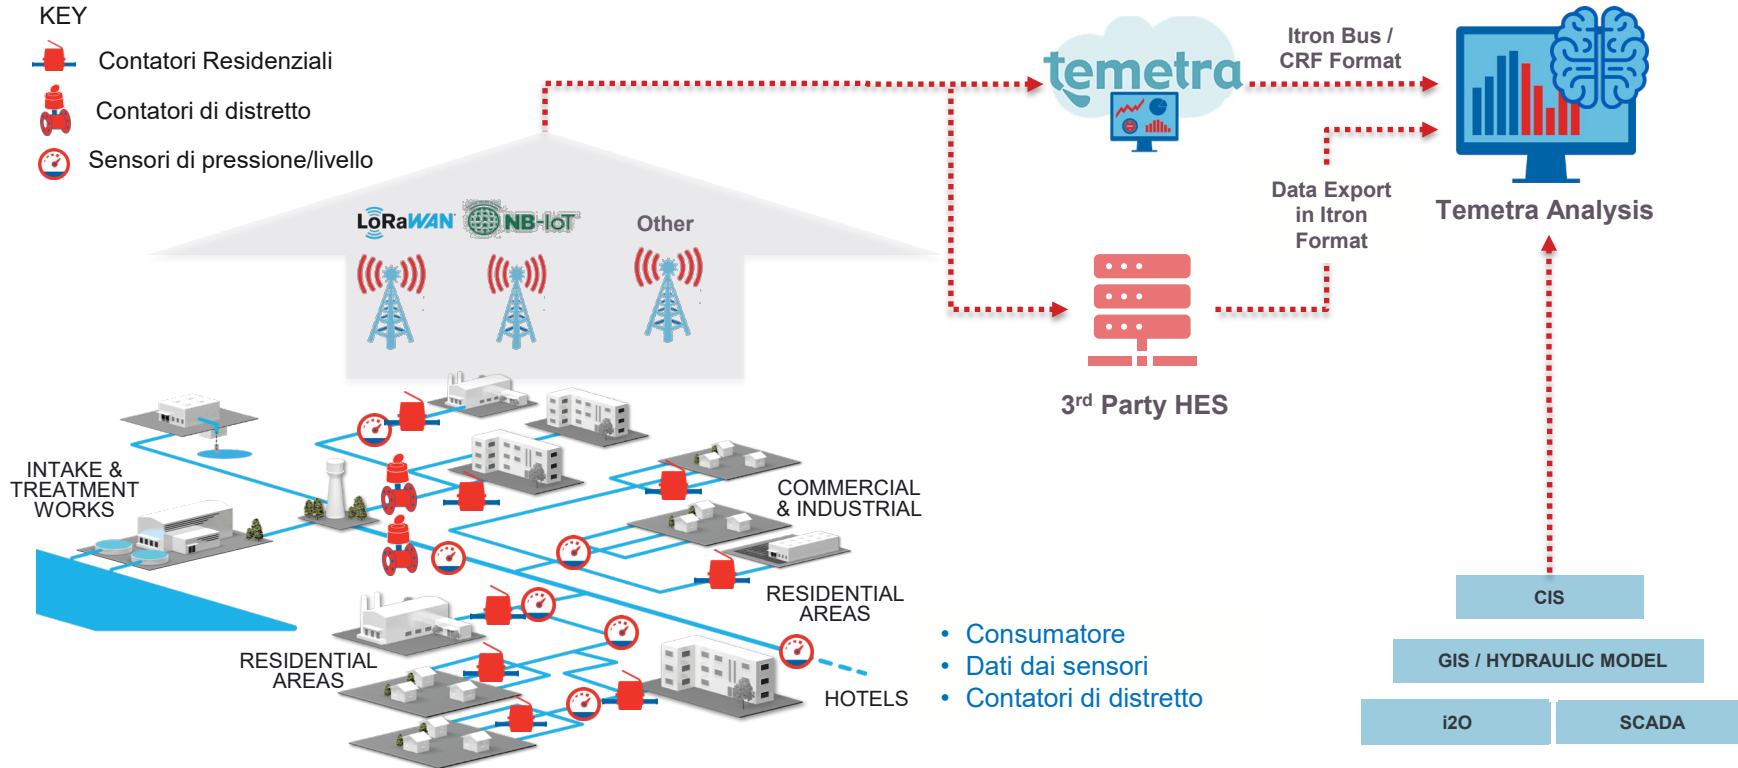 KEY
Contatori Residenziali
Contatori di distretto
Sensori di pressione/livello
LoRaWAN
NB-IoT
Other
temetra
Itron Bus /
CRF Format
Data Export
in Itron
Format
Temetra Analysis
3rd Party HES
INTAKE &
TREATMENT
WORKS
COMMERCIAL
& INDUSTRIAL
RESIDENTIAL
AREAS
RESIDENTIAL
AREAS
HOTELS
• Consumatore
• Dati dai sensori
• Contatori di distretto
CIS
GIS / HYDRAULIC MODEL
i2O
SCADA